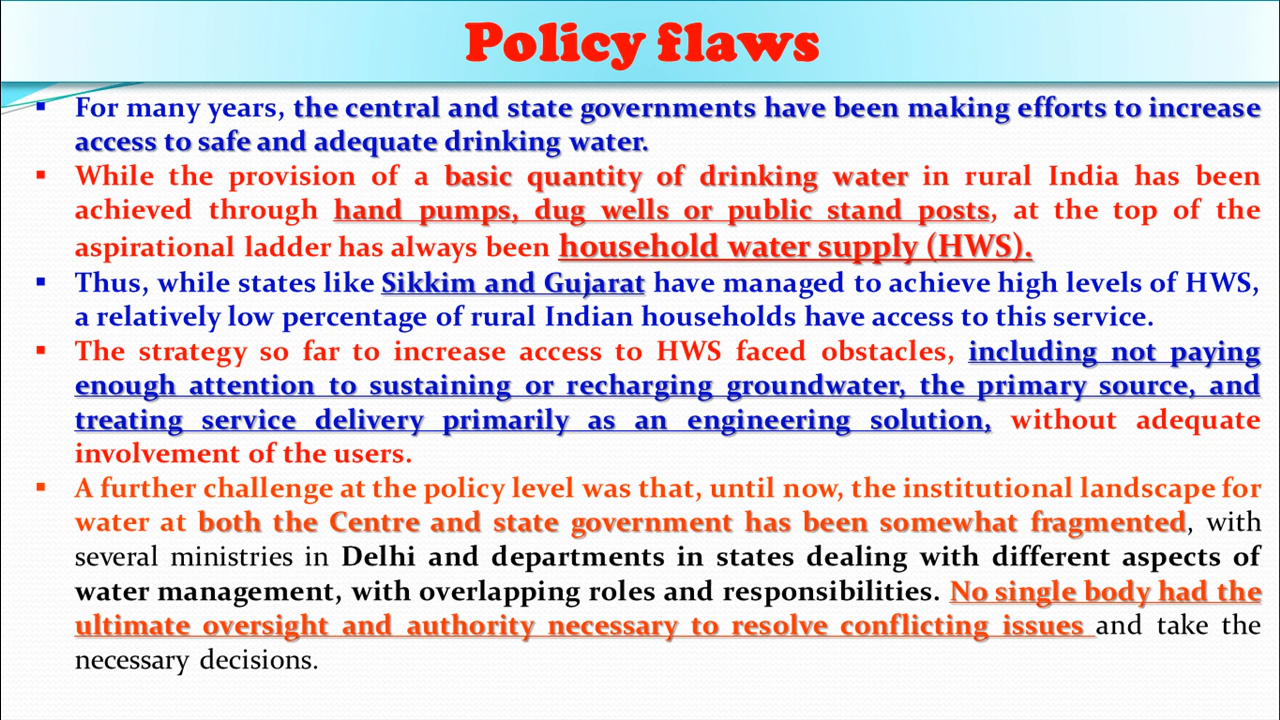 Policy flaws
▪ For many years, the central and state governments have been making efforts to increase
access to safe and adequate drinking water.
▪ While the provision of a basic quantity of drinking water in rural India has been
achieved through hand pumps, dug wells or public stand posts, at the top of the
aspirational ladder has always been household water supply (HWS).
▪ Thus, while states like Sikkim and Gujarat have managed to achieve high levels of HWS,
a relatively low percentage of rural Indian households have access to this service.
▪ The strategy so far to increase access to HWS faced obstacles, including not paying
enough attention to sustaining or recharging groundwater, the primary source, and
treating service delivery primarily as an engineering solution, without adequate
involvement of the users.
▪ A further challenge at the policy level was that, until now, the institutional landscape for
water at both the Centre and state government has been somewhat fragmented, with
several ministries in Delhi and departments in states dealing with different aspects of
water management, with overlapping roles and responsibilities. No single body had the
ultimate oversight and authority necessary to resolve conflicting issues and take the
necessary decisions.